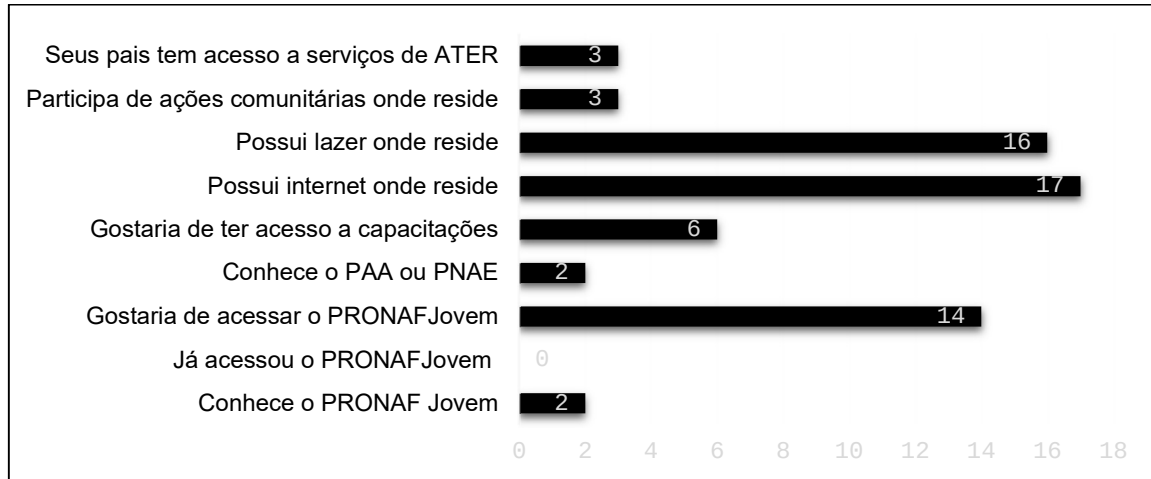 Seus pais tem acesso a serviços de ATER 3
Participa de ações comunitárias onde reside 3
Possui lazer onde reside 16
Possui internet onde reside 17
Gostaria de ter acesso a capacitações 6
Conhece o PAA ou PNAE 2
Gostaria de acessar o PRONAFJovem 14
Já acessou o PRONAFJovem 0
Conhece o PRONAF Jovem 2
0 2 4 6 8 10 12 14 16 18